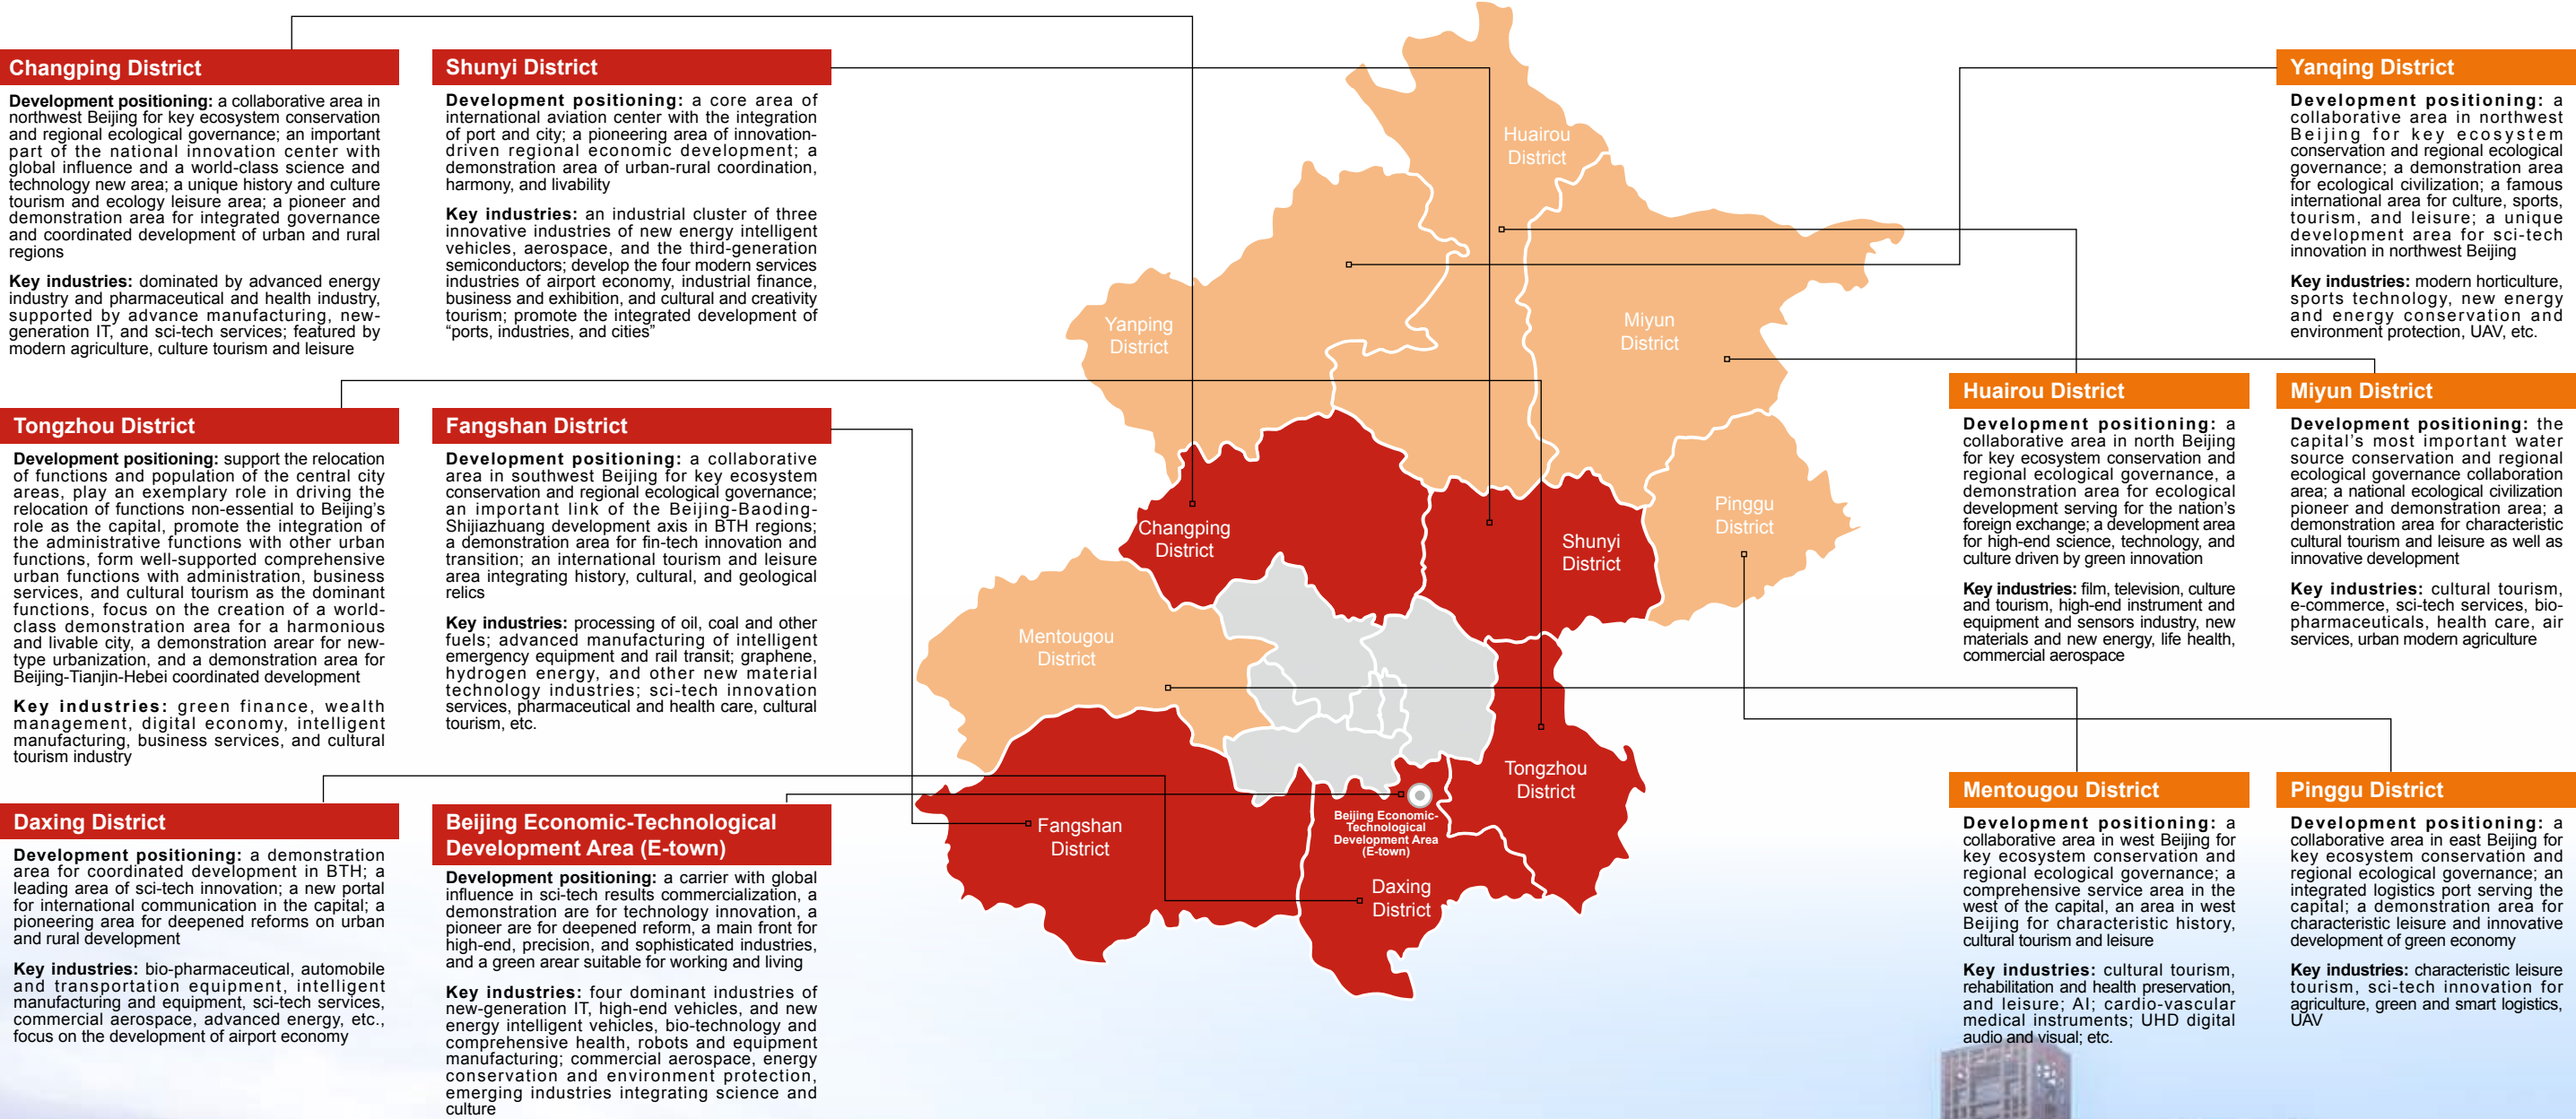 Changping District
Development positioning: a collaborative area in
northwest Beijing for key ecosystem conservation
and regional ecological governance; an important
part of the national innovation center with
global influence and a world-class science and
technology new area; a unique history and culture
tourism and ecology leisure area; a pioneer and
demonstration area for integrated governance
and coordinated development of urban and rural
regions
Key industries: dominated by advanced energy
industry and pharmaceutical and health industry,
supported by advance manufacturing, new-
generation IT, and sci-tech services; featured by
modern agriculture, culture tourism and leisure
Shunyi District
Development positioning: a core area of
international aviation center with the integration
of port and city; a pioneering area of innovation-
driven regional economic development; a
demonstration area of urban-rural coordination,
harmony, and livability
Key industries: an industrial cluster of three
innovative industries of new energy intelligent
vehicles, aerospace, and the third-generation
semiconductors; develop the four modern services
industries of airport economy, industrial finance,
business and exhibition, and cultural and creativity
tourism; promote the integrated development of
“ports, industries, and cities”
Tongzhou District
Development positioning: support the relocation
of functions and population of the central city
areas, play an exemplary role in driving the
relocation of functions non-essential to Beijing’s
role as the capital, promote the integration of
the administrative functions with other urban
functions, form well-supported comprehensive
urban functions with administration, business
services, and cultural tourism as the dominant
functions, focus on the creation of a world-
class demonstration area for a harmonious
and livable city, a demonstration arear for new-
type urbanization, and a demonstration area for
Beijing-Tianjin-Hebei coordinated development
Key industries: green finance, wealth
management, digital economy, intelligent
manufacturing, business services, and cultural
tourism industry
Fangshan District
Development positioning: a collaborative
area in southwest Beijing for key ecosystem
conservation and regional ecological governance;
an important link of the Beijing-Baoding-
Shijiazhuang development axis in BTH regions;
a demonstration area for fin-tech innovation and
transition; an international tourism and leisure
area integrating history, cultural, and geological
relics
Key industries: processing of oil, coal and other
fuels; advanced manufacturing of intelligent
emergency equipment and rail transit; graphene,
hydrogen energy, and other new material
technology industries; sci-tech innovation
services, pharmaceutical and health care, cultural
tourism, etc.
Daxing District
Development positioning: a demonstration
area for coordinated development in BTH; a
leading area of sci-tech innovation; a new portal
for international communication in the capital; a
pioneering area for deepened reforms on urban
and rural development
Key industries: bio-pharmaceutical, automobile
and transportation equipment, intelligent
manufacturing and equipment, sci-tech services,
commercial aerospace, advanced energy, etc.,
focus on the development of airport economy
Beijing Economic-Technological
Development Area (E-town)
Development positioning: a carrier with global
influence in sci-tech results commercialization, a
demonstration are for technology innovation, a
pioneer are for deepened reform, a main front for
high-end, precision, and sophisticated industries,
and a green arear suitable for working and living
Key industries: four dominant industries of
new-generation IT, high-end vehicles, and new
energy intelligent vehicles, bio-technology and
comprehensive health, robots and equipment
manufacturing; commercial aerospace, energy
conservation and environment protection,
emerging industries integrating science and
culture
Huairou
District
Yanping
District
Miyun
District
Pinggu
District
Changping
District
Shunyi
District
Mentougou
District
Tongzhou
District
Fangshan
District
Beijing Economic-
Technological
Development Area
(E-town)
Daxing
District
Yanqing District
Development positioning: a
collaborative area in northwest
Beijing for key ecosystem
conservation and regional ecological
governance; a demonstration area
for ecological civilization; a famous
international area for culture, sports,
tourism, and leisure; a unique
development area for sci-tech
innovation in northwest Beijing
Key industries: modern horticulture,
sports technology, new energy
and energy conservation and
environment protection, UAV, etc.
Huairou District
Development positioning: a
collaborative area in north Beijing
for key ecosystem conservation and
regional ecological governance, a
demonstration area for ecological
development serving for the nation’s
foreign exchange; a development area
for high-end science, technology, and
culture driven by green innovation
Key industries: film, television, culture
and tourism, high-end instrument and
equipment and sensors industry, new
materials and new energy, life health,
commercial aerospace
Miyun District
Development positioning: the
capital’s most important water
source conservation and regional
ecological governance collaboration
area; a national ecological civilization
pioneer and demonstration area; a
demonstration area for characteristic
cultural tourism and leisure as well as
innovative development
Key industries: cultural tourism,
e-commerce, sci-tech services, bio-
pharmaceuticals, health care, air
services, urban modern agriculture
Mentougou District
Development positioning: a
collaborative area in west Beijing for
key ecosystem conservation and
regional ecological governance; a
comprehensive service area in the
west of the capital, an area in west
Beijing for characteristic history,
cultural tourism and leisure
Key industries: cultural tourism,
rehabilitation and health preservation,
and leisure; AI; cardio-vascular
medical instruments; UHD digital
audio and visual; etc.
Pinggu District
Development positioning: a
collaborative area in east Beijing for
key ecosystem conservation and
regional ecological governance; an
integrated logistics port serving the
capital; a demonstration area for
characteristic leisure and innovative
development of green economy
Key industries: characteristic leisure
tourism, sci-tech innovation for
agriculture, green and smart logistics,
UAV